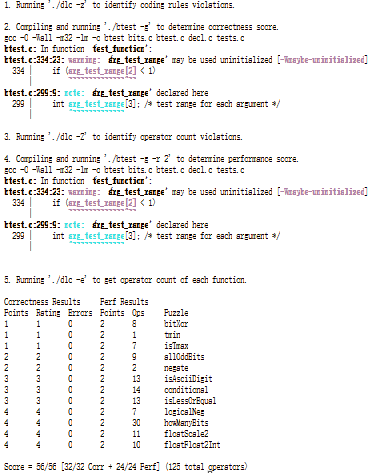 1. Running './dlc -z' to identify coding rules violations.
2. Compiling and running './btest -g' to determine correctness score.
gcc -O -Wall -m32 -lm -o btest bits.c btest.c decl.c tests.c
btest.c: In function 'test_function':
btest.c:334:23: warning: 'arg_test_range' may be used uninitialized [-Wmaybe-uninitialized]
334 | if (arg_test_range[2] < 1)
btest.c:299:9: note: 'arg_test_range' declared here
299 | int arg_test_range[3]; /* test range for each argument */
3. Running './dlc -Z' to identify operator count violations.
4. Compiling and running './btest -g -r 2' to determine performance score.
gcc -O -Wall -m32 -lm -o btest bits.c btest.c decl.c tests.c
btest.c: In function 'test_function':
btest.c:334:23: warning: 'arg_test_range' may be used uninitialized [-Wmaybe-uninitialized]
334 | if (arg_test_range[2] < 1)
btest.c:299:9: note: 'arg_test_range' declared here
299 | int arg_test_range[3]; /* test range for each argument */
5. Running './dlc -e' to get operator count of each function.
Correctness Results Perf Results
Points Rating Errors Points Ops Puzzle
1 1 0 2 8 bitXor
1 1 0 2 1 tmin
1 1 0 2 7 isTmax
2 2 0 2 9 allOddBits
2 2 0 2 2 negate
3 3 0 2 13 isAsciiDigit
3 3 0 2 14 conditional
3 3 0 2 13 isLessOrEqual
4 4 0 2 7 logicalNeg
4 4 0 2 30 howManyBits
4 4 0 2 11 floatScale2
4 4 0 2 10 floatFloat2Int
Score = 56/56 [32/32 Corr + 24/24 Perf] (125 total operators)